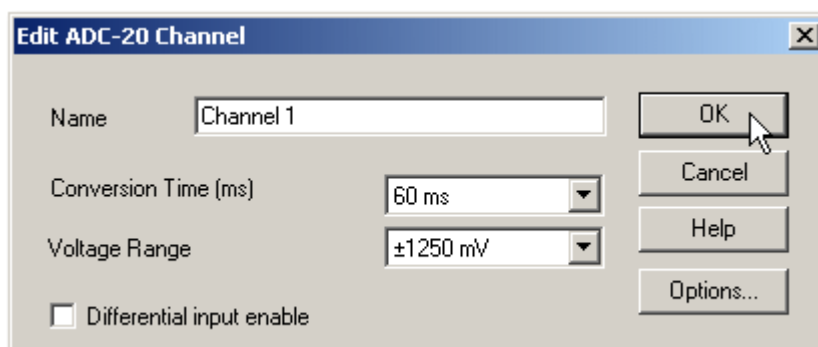 Edit ADC-20 Channel
Name
Channel 1
OK
Conversion Time (ms)
60 ms
Cancel
Voltage Range
±1250 mV
Help
Differential input enable
Options...